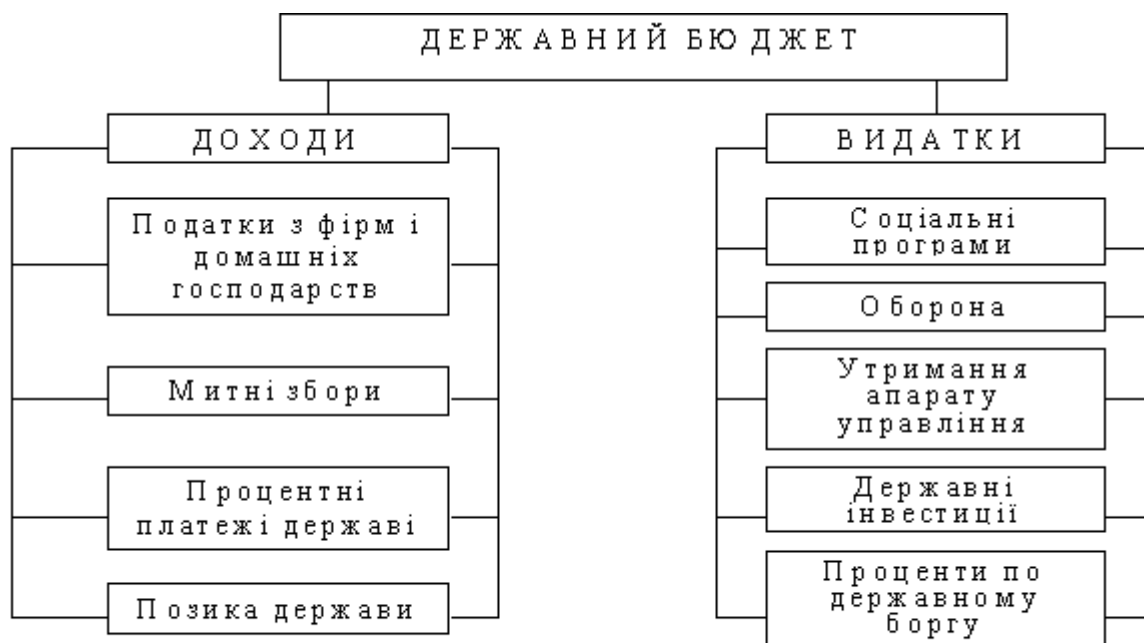 ДЕРЖАВНИЙ БЮДЖЕТ
ДОХОДИ
Податки з фірм і
домашніх
господарств
Митні збори
Процентні
платежі державі
Позика держави
ВИДАТКИ
Соціальні
програми
Оборона
Утримання
апарату
управління
Державні
інвестиції
Проценти по
державному
боргу